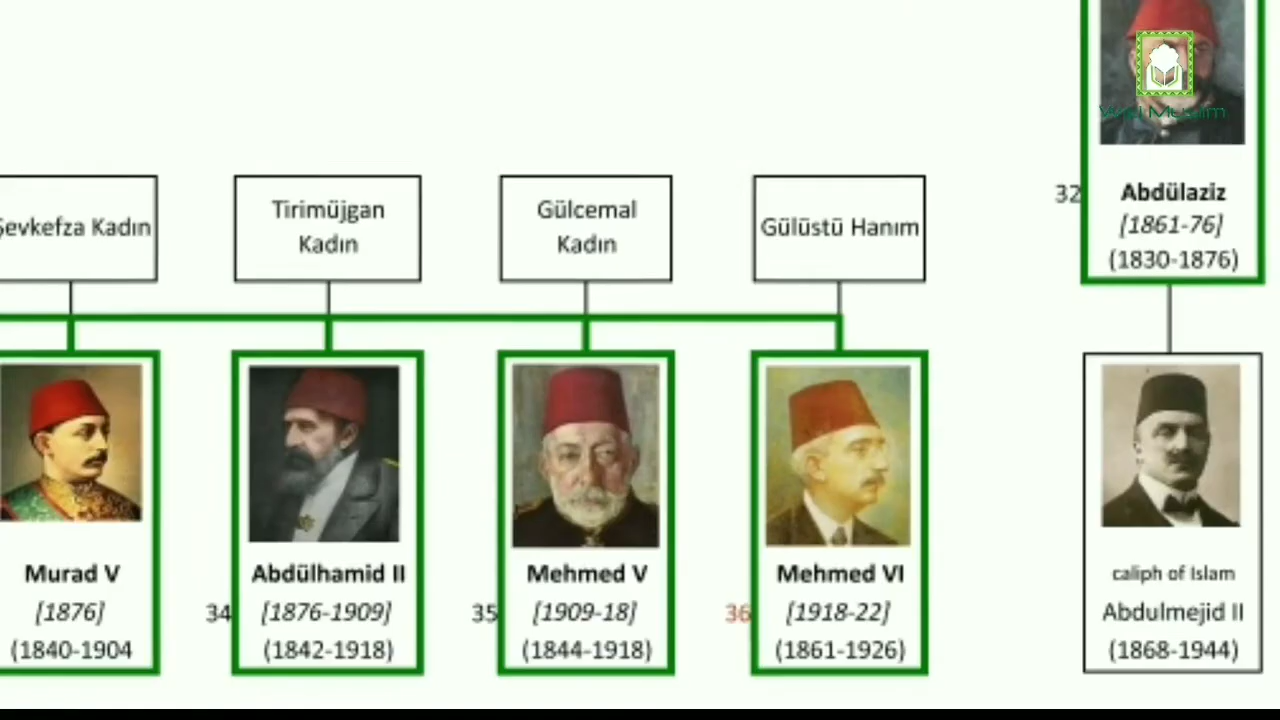 Şevkefza Kadın
Tirimüjgan
Kadın
Gülcemal
Kadın
Gülüstü Hanım
32
Abdülaziz
[1861-76]
(1830-1876)
Murad V
[1876]
(1840-1904
34
Abdülhamid II
[1876-1909]
(1842-1918)
35
Mehmed V
[1909-18]
(1844-1918)
36
Mehmed VI
[1918-22]
(1861-1926)
caliph of Islam
Abdulmejid II
(1868-1944)